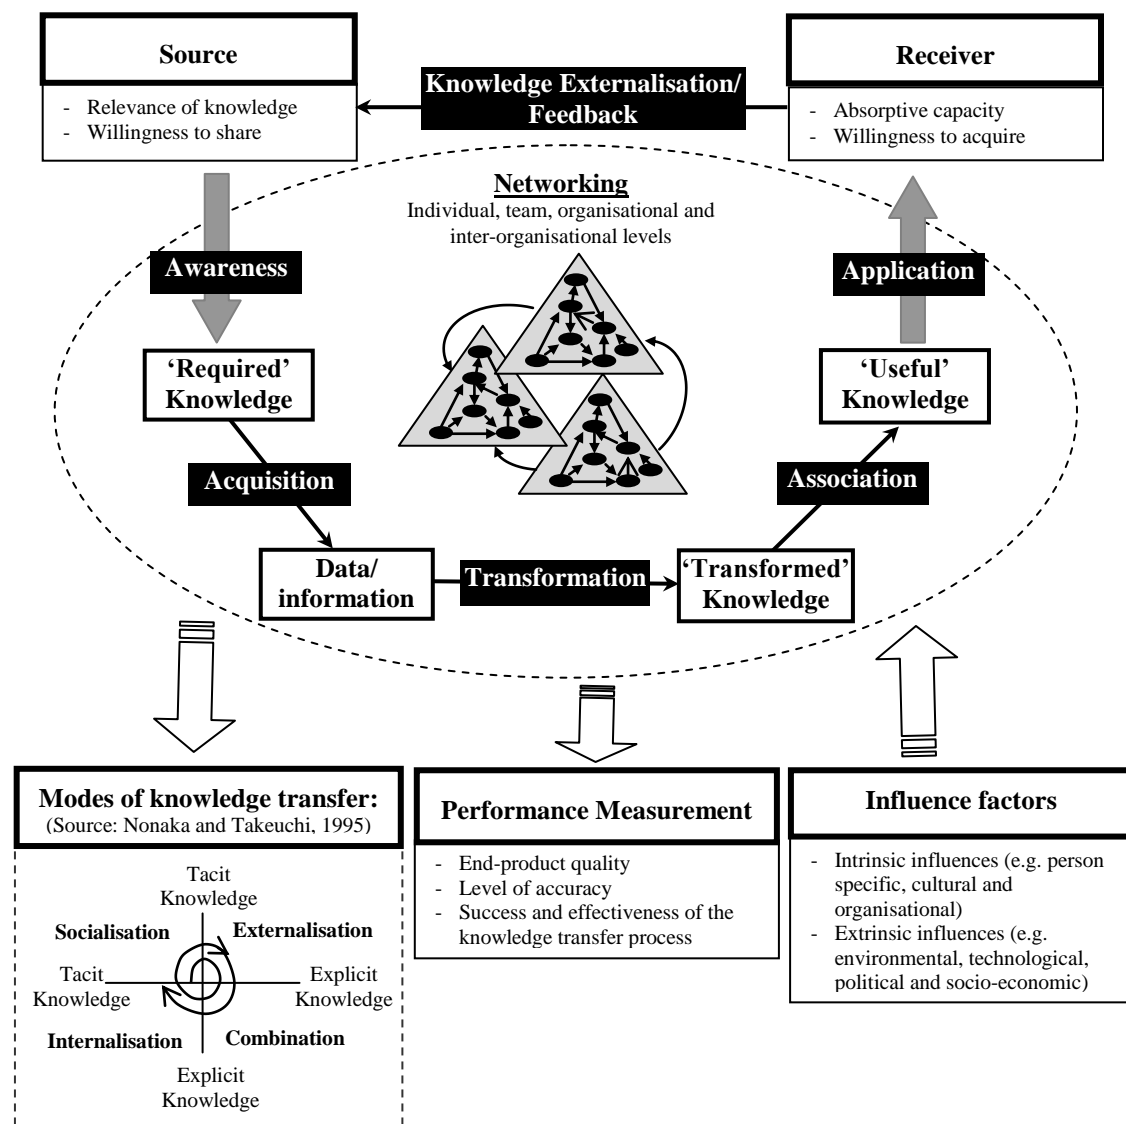 Source
- Relevance of knowledge
- Willingness to share
Knowledge Externalisation/
Feedback
Receiver
- Absorptive capacity
- Willingness to acquire
Networking
Individual, team, organisational and
inter-organisational levels
Awareness
Application
‘Required’
Knowledge
‘Useful’
Knowledge
Acquisition
Association
Data/
information
Transformation
‘Transformed’
Knowledge
Modes of knowledge transfer:
(Source: Nonaka and Takeuchi, 1995)
Tacit
Knowledge
Socialisation
Externalisation
Tacit
Knowledge
Explicit
Knowledge
Internalisation
Combination
Explicit
Knowledge
Performance Measurement
- End-product quality
- Level of accuracy
- Success and effectiveness of the
knowledge transfer process
Influence factors
- Intrinsic influences (e.g. person
specific, cultural and
organisational)
- Extrinsic influences (e.g.
environmental, technological,
political and socio-economic)